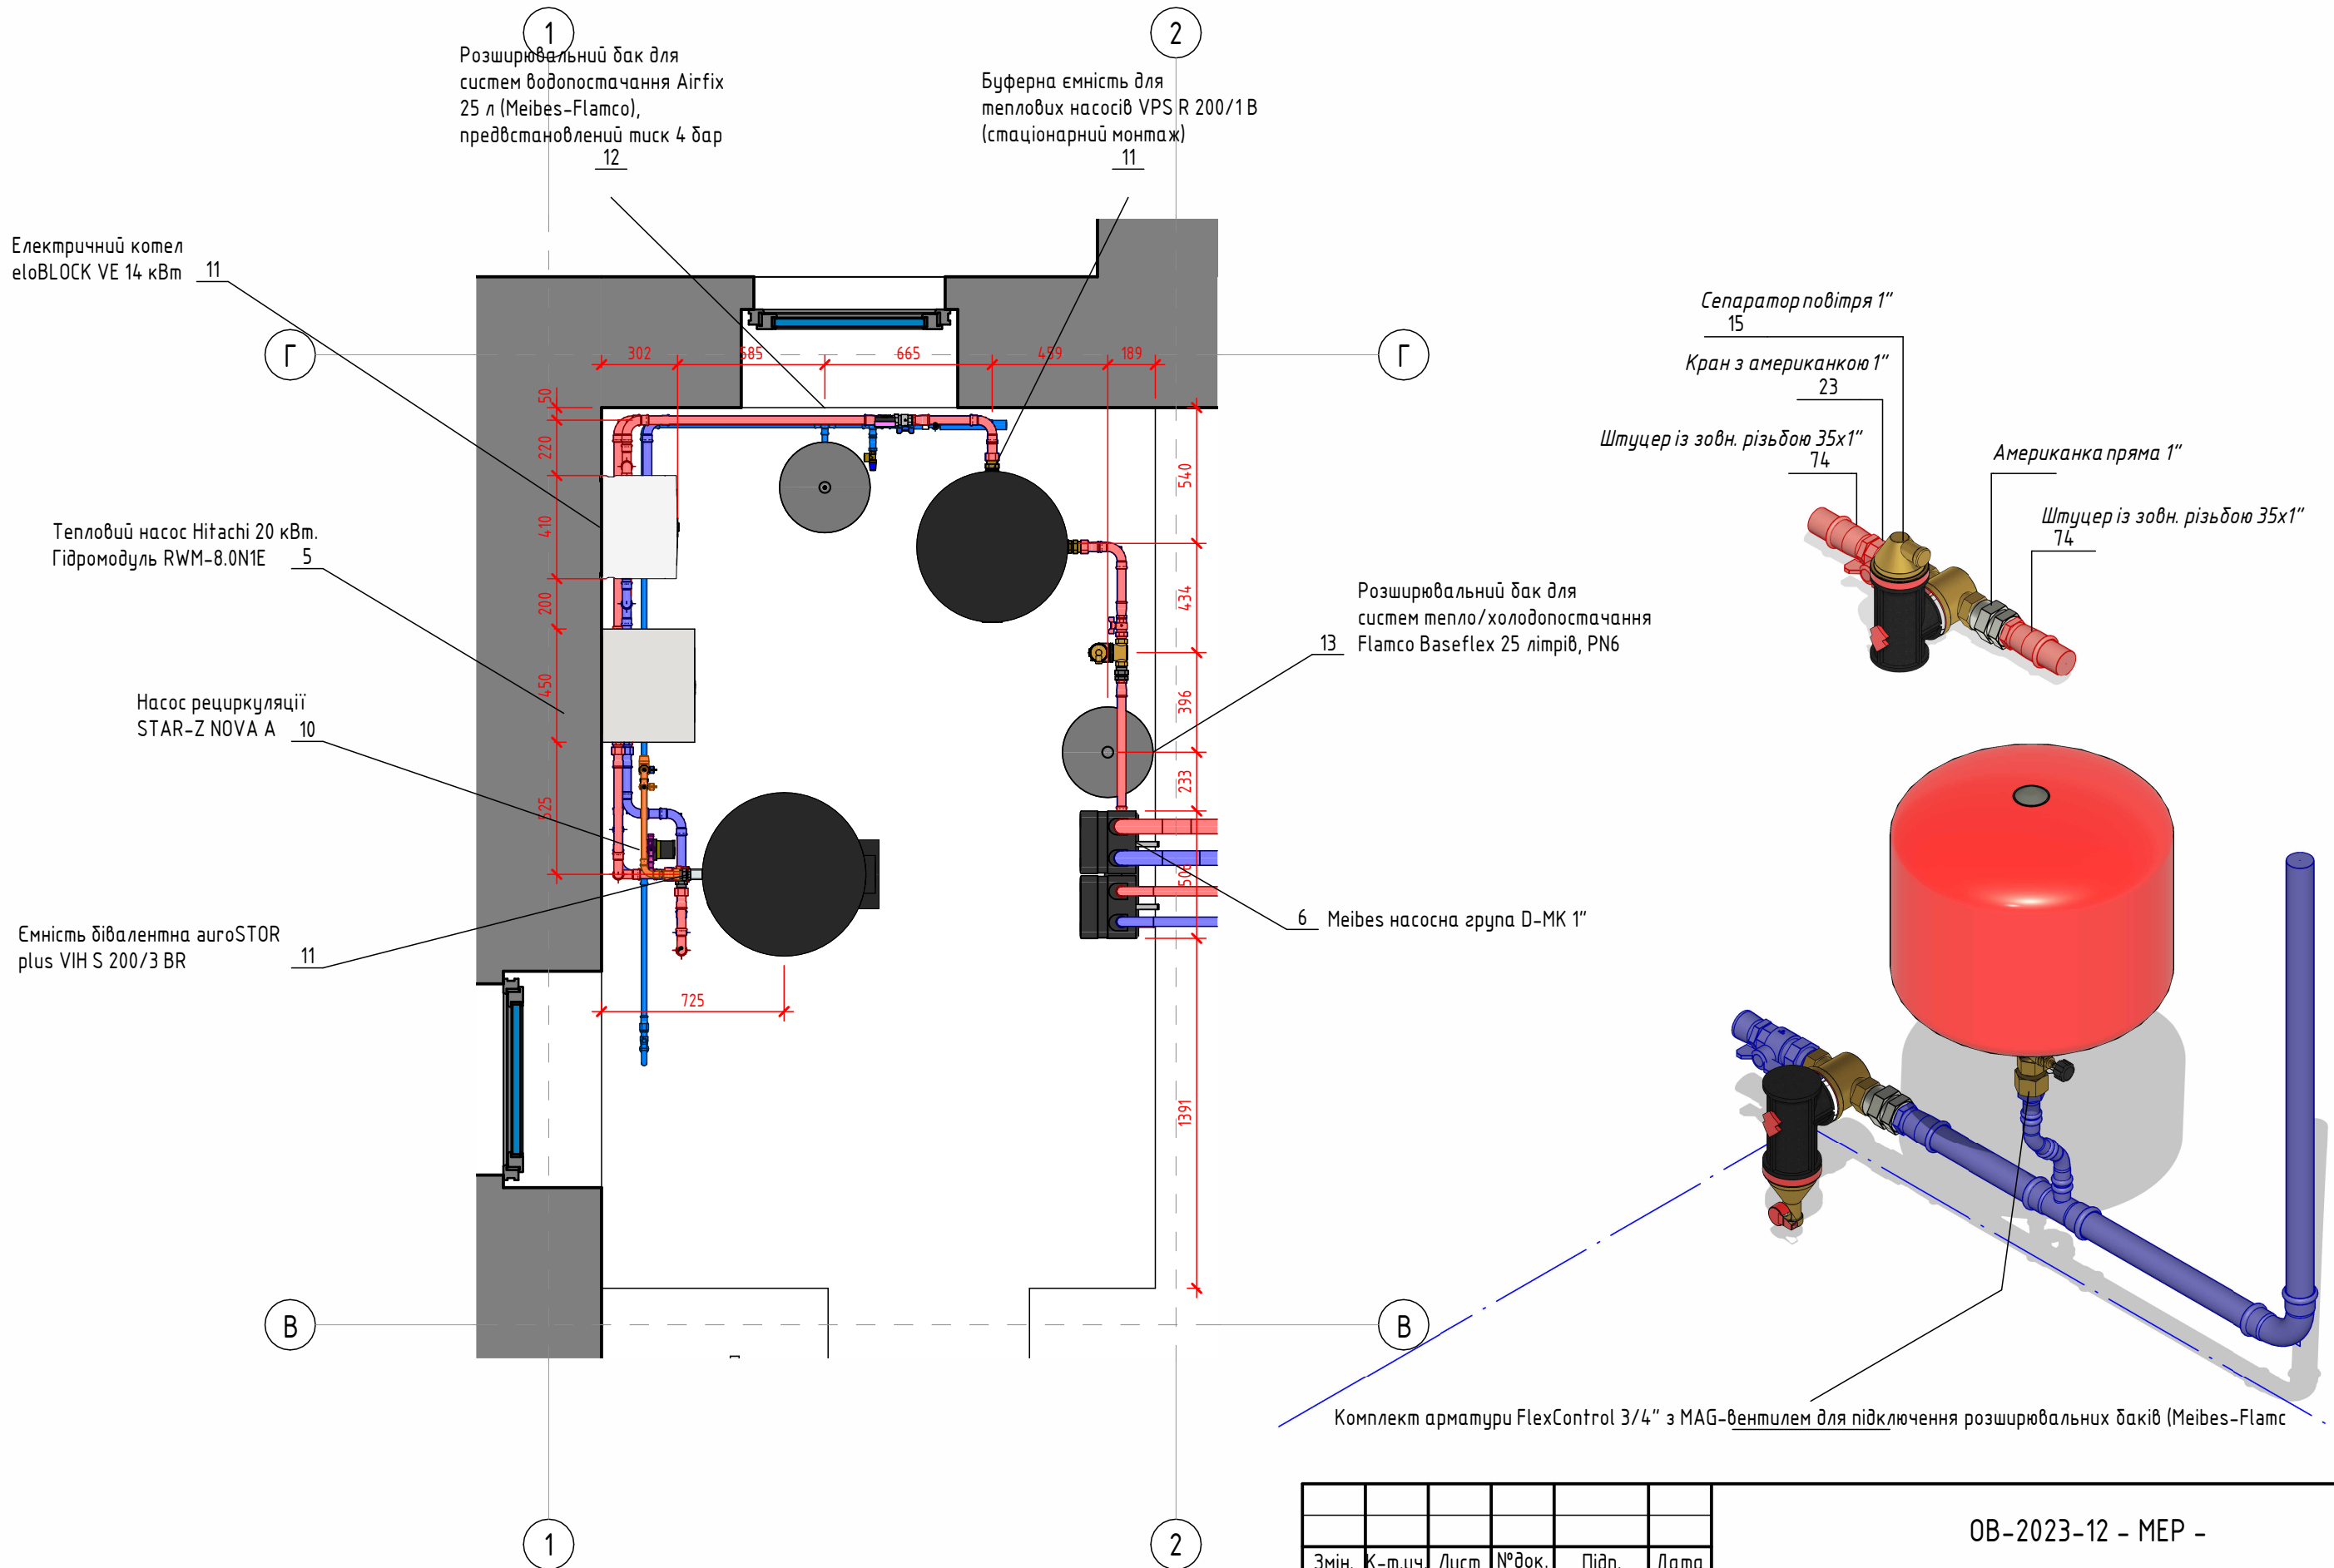 1
2
Розширювальний бак для
систем водопостачання Airfix
25 л (Meibes-Flamco),
предвстановлений тиск 4 бар
12
Буферна ємність для
теплових насосів VPS R 200/1 B
(стаціонарний монтаж)
11
Електричний котел
eloBLOCK VE 14 кВт
11
Г
Г
302
585
665
459
189
50
220
410
200
450
525
540
434
396
233
506
1391
725
Тепловий насос Hitachi 20 кВт.
Гідромодуль RWM-8.0N1E
5
Насос рециркуляції
STAR-Z NOVA A
10
Ємність бівалентна auroSTOR
plus VIH S 200/3 BR
11
Розширювальний бак для
систем тепло/холодопостачання
Flamco Baseflex 25 літрів, PN6
13
6
Meibes насосна група D-MK 1"
Сепаратор повітря 1"
15
Кран з американкою 1"
23
Штуцер із зовн. різьбою 35x1"
74
Американка пряма 1"
Штуцер із зовн. різьбою 35x1"
74
В
В
Комплект арматури FlexControl 3/4" з MAG-вентилем для підключення розширювальних баків (Meibes-Flamc
1
2
ОВ-2023-12 - MEP -
Змін.
К-т.уч.
Лист
№док.
Підп.
Дата